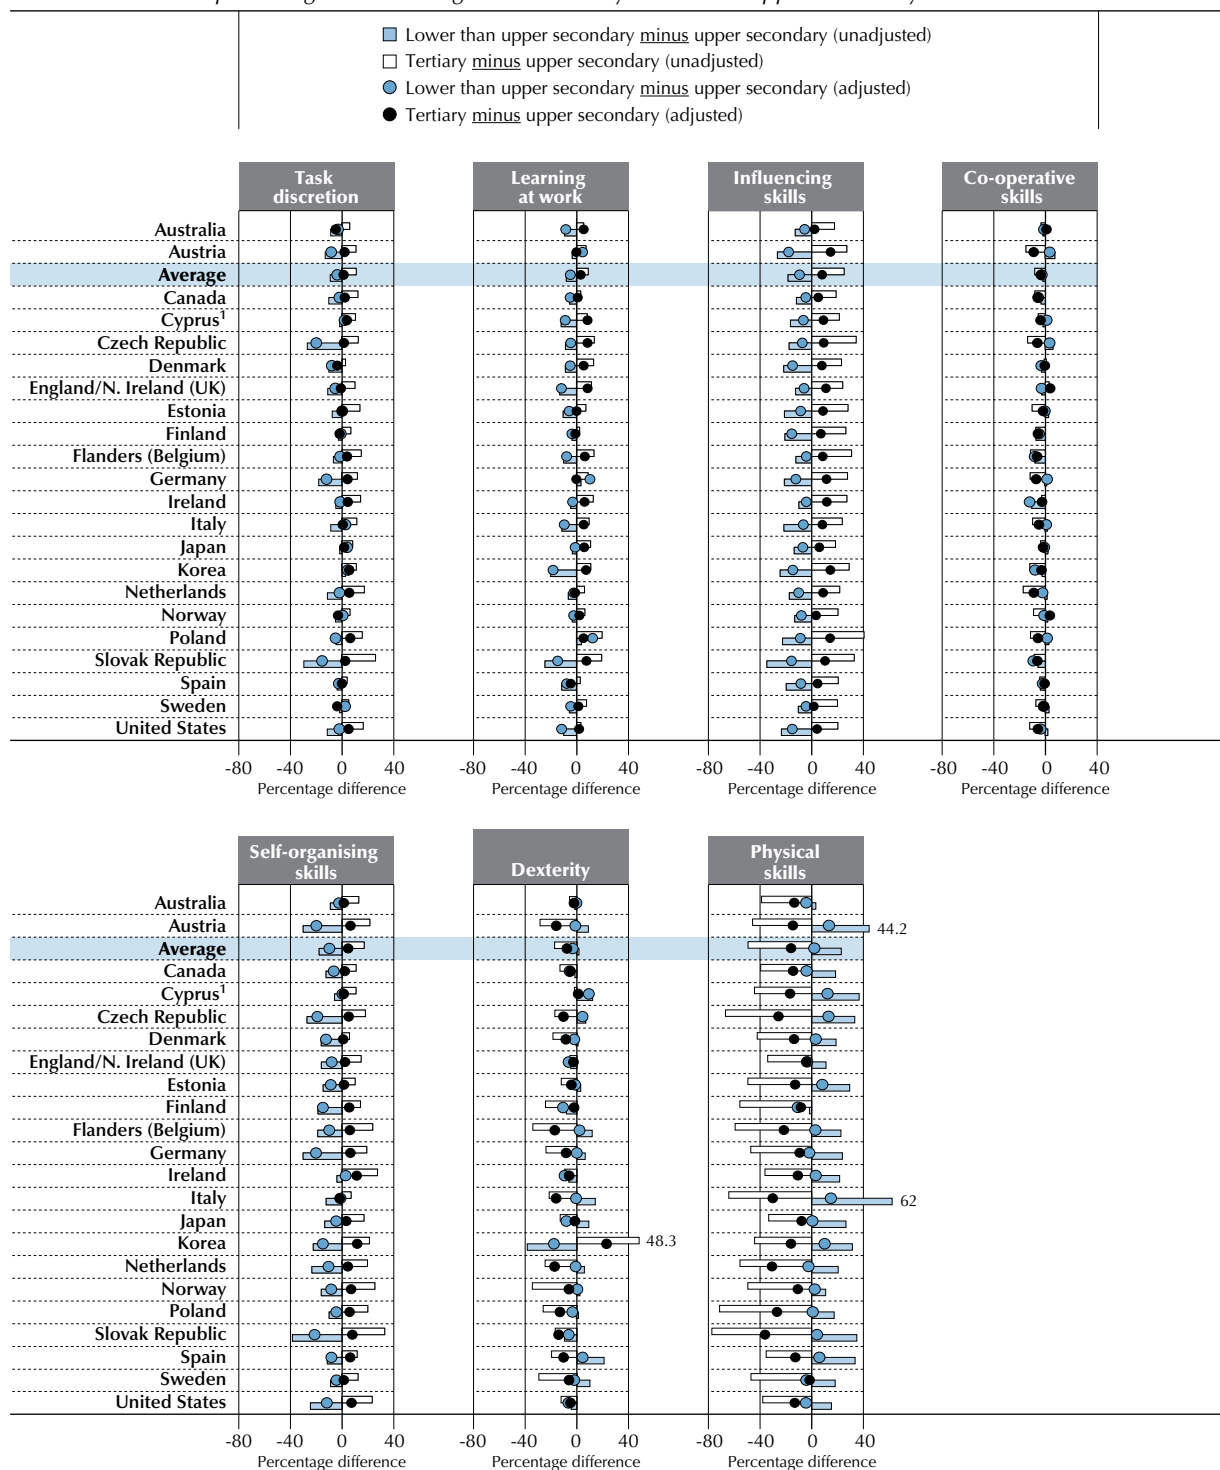 Lower than upper secondary minus upper secondary (unadjusted)
Tertiary minus upper secondary (unadjusted)
Lower than upper secondary minus upper secondary (adjusted)
Tertiary minus upper secondary (adjusted)
Task discretion
Learning at work
Influencing skills
Co-operative skills
Australia
Austria
Average
Canada
Cyprus¹
Czech Republic
Denmark
England/N. Ireland (UK)
Estonia
Finland
Flanders (Belgium)
Germany
Ireland
Italy
Japan
Korea
Netherlands
Norway
Poland
Slovak Republic
Spain
Sweden
United States
-80 -40 0 40 -80 -40 0 40 -80 -40 0 40 -80 -40 0 40
Percentage difference Percentage difference Percentage difference Percentage difference
Self-organising skills
Dexterity
Physical skills
Australia
Austria 44.2
Average
Canada
Cyprus¹
Czech Republic
Denmark
England/N. Ireland (UK)
Estonia
Finland
Flanders (Belgium)
Germany
Ireland
Italy 62
Japan
Korea 48.3
Netherlands
Norway
Poland
Slovak Republic
Spain
Sweden
United States
-80 -40 0 40 -80 -40 0 40 -80 -40 0 40
Percentage difference Percentage difference Percentage difference